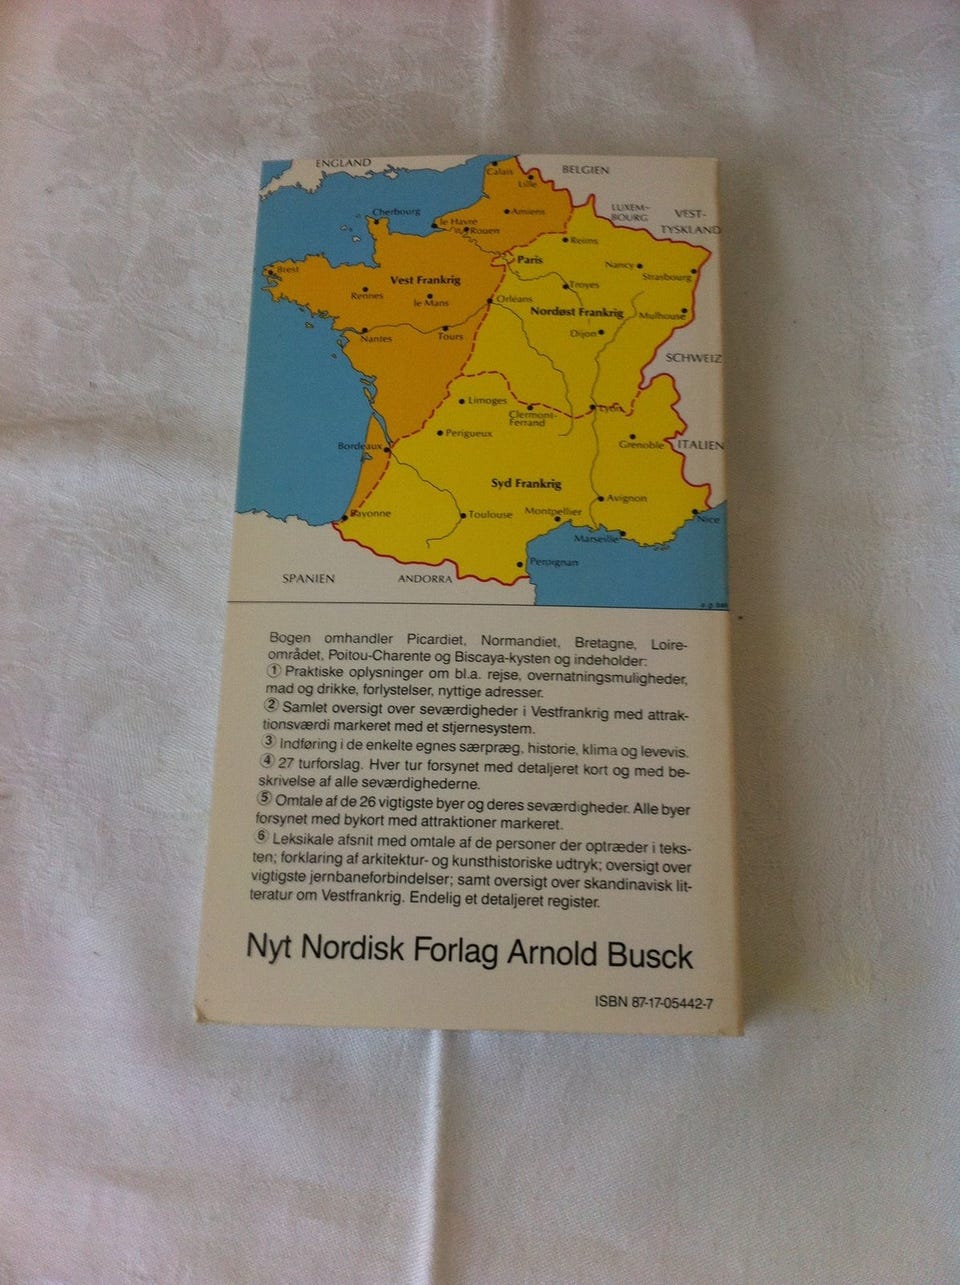 ENGLAND
BELGIEN
Calais
Lille
LUXEM-
BOURG
VEST-
TYSKLAND
Cherbourg
Amiens
le Havre
Rouen
Reims
Paris
Nancy
Strasbourg
Brest
Vest Frankrig
Troyes
Rennes
le Mans
Orléans
Nordøst Frankrig
Mulhouse
Nantes
Tours
Dijon
SCHWEIZ
Limoges
Clermont-
Ferrand
Lyon
Perigueux
Grenoble
ITALIEN
Bordeaux
Syd Frankrig
Avignon
Bayonne
Toulouse
Montpellier
Nice
Marseille
Perpignan
SPANIEN
ANDORRA
Bogen omhandler Picardiet, Normandiet, Bretagne, Loire-
området, Poitou-Charente og Biscaya-kysten og indeholder:
① Praktiske oplysninger om bl.a. rejse, overnatningsmuligheder,
mad og drikke, forlystelser, nyttige adresser.
② Samlet oversigt over seværdigheder i Vestfrankrig med attrak-
tionsværdi markeret med et stjernesystem.
③ Indføring i de enkelte egnes særpræg, historie, klima og levevis.
④ 27 turforslag. Hver tur forsynet med detaljeret kort og med be-
skrivelse af alle seværdighederne.
⑤ Omtale af de 26 vigtigste byer og deres seværdigheder. Alle byer
forsynet med bykort med attraktioner markeret.
⑥ Leksikale afsnit med omtale af de personer der optræder i teks-
ten; forklaring af arkitektur- og kunsthistoriske udtryk; oversigt over
vigtigste jernbaneforbindelser; samt oversigt over skandinavisk lit-
teratur om Vestfrankrig. Endelig et detaljeret register.
Nyt Nordisk Forlag Arnold Busck
ISBN 87-17-05442-7